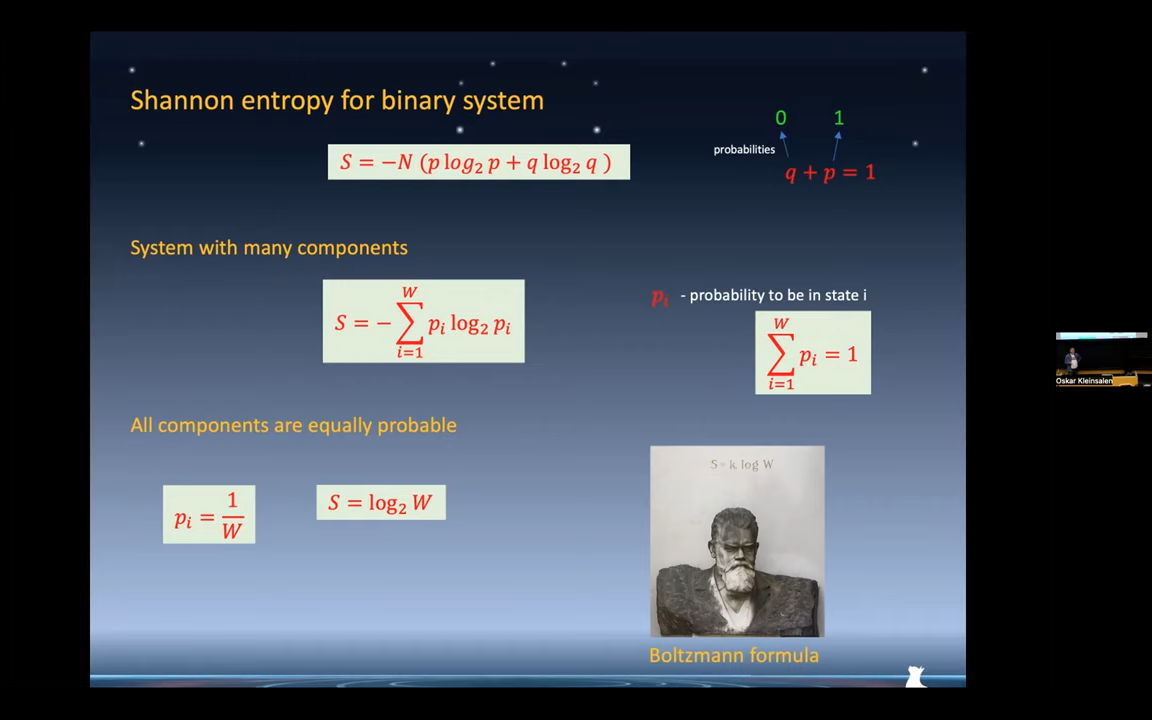 Shannon entropy for binary system
0 1
probabilities
S = −N (p log₂ p + q log₂ q )
q + p = 1
System with many components
S = − ∑_{i=1}^{W} pᵢ log₂ pᵢ
pᵢ - probability to be in state i
∑_{i=1}^{W} pᵢ = 1
All components are equally probable
pᵢ = 1/W
S = log₂ W
S = k log W
Boltzmann formula
Oskar Kleinsalen